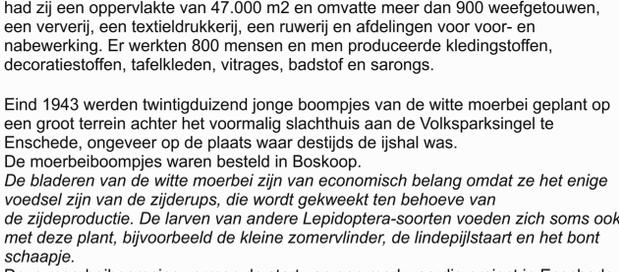 had zij een oppervlakte van 47.000 m2 en omvatte meer dan 900 weefgetouwen,
een ververij, een textieldrukkerij, een ruwerij en afdelingen voor voor- en
nabewerking. Er werkten 800 mensen en men produceerde kledingstoffen,
decoratiestoffen, tafelkleden, vitrages, badstof en sarongs.
Eind 1943 werden twintigduizend jonge boompjes van de witte moerbei geplant op
een groot terrein achter het voormalig slachthuis aan de Volksparksingel te
Enschede, ongeveer op de plaats waar destijds de ijshal was.
De moerbeiboompjes waren besteld in Boskoop.
De bladeren van de witte moerbei zijn van economisch belang omdat ze het enige
voedsel zijn van de zijderups, die wordt gekweekt ten behoeve van
de zijdeproductie. De larven van andere Lepidoptera-soorten voeden zich soms ook
met deze plant, bijvoorbeeld de kleine zomervlinder, de lindepijlstaart en het bont
schaapje.